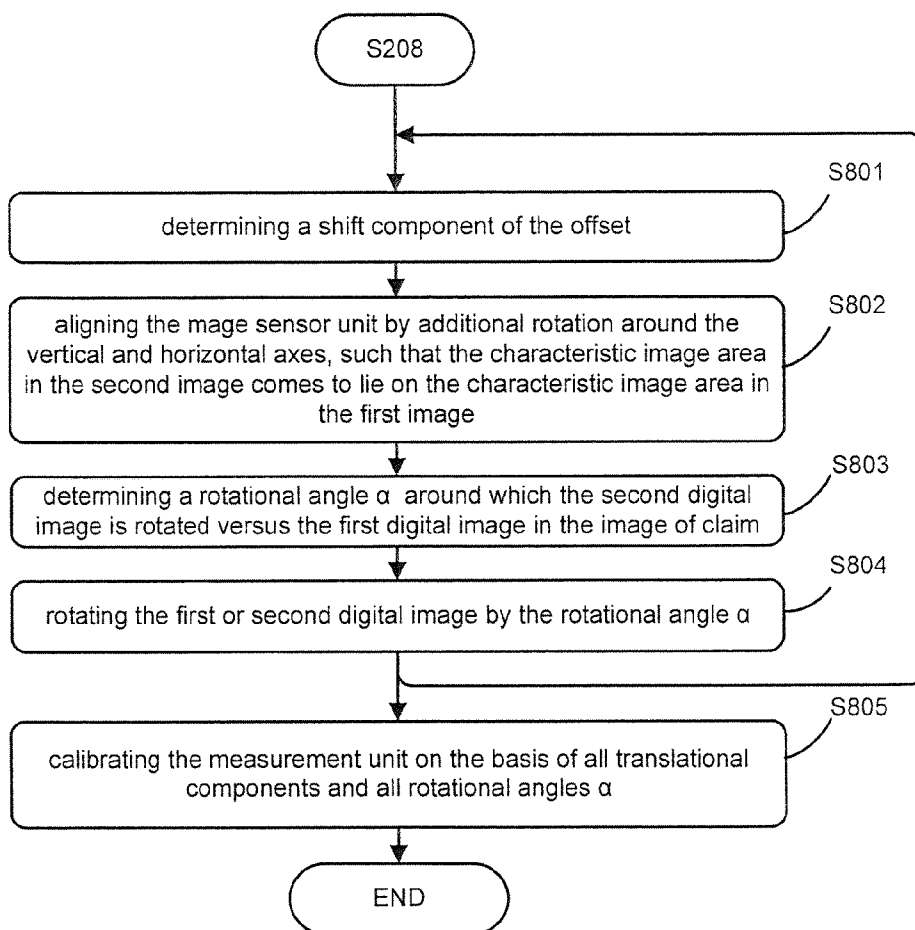 S208
S801
determining a shift component of the offset
S802
aligning the mage sensor unit by additional rotation around the
vertical and horizontal axes, such that the characteristic image area
in the second image comes to lie on the characteristic image area in
the first image
S803
determining a rotational angle α around which the second digital
image is rotated versus the first digital image in the image of claim
S804
rotating the first or second digital image by the rotational angle α
S805
calibrating the measurement unit on the basis of all translational
components and all rotational angles α
END